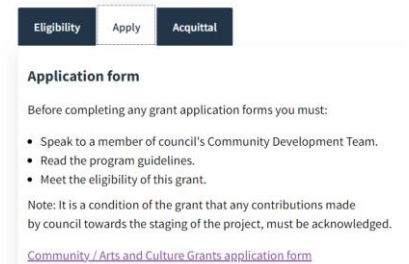 Eligibility Apply Acquittal
Application form
Before completing any grant application forms you must:
• Speak to a member of council's Community Development Team.
• Read the program guidelines.
• Meet the eligibility of this grant.
Note: It is a condition of the grant that any contributions made
by council towards the staging of the project, must be acknowledged.
Community / Arts and Culture Grants application form